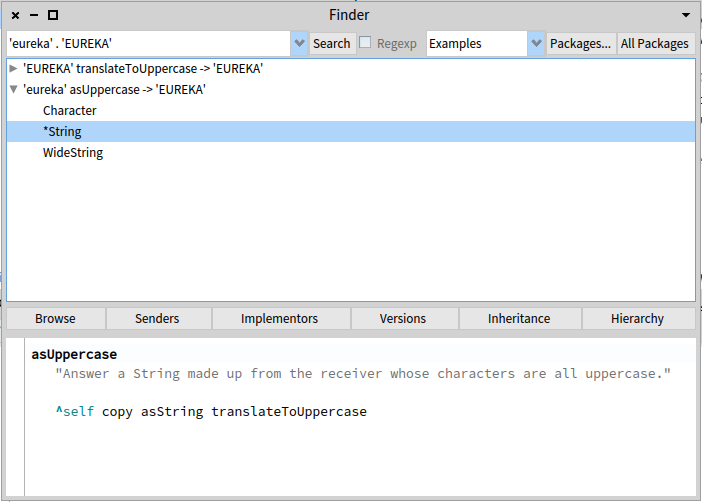 Finder
'eureka' . 'EUREKA' Search Regexp Examples Packages... All Packages
'EUREKA' translateToUppercase -> 'EUREKA'
'eureka' asUppercase -> 'EUREKA'
Character
*String
WideString
Browse Senders Implementors Versions Inheritance Hierarchy
asUppercase
"Answer a String made up from the receiver whose characters are all uppercase."
^self copy asString translateToUppercase